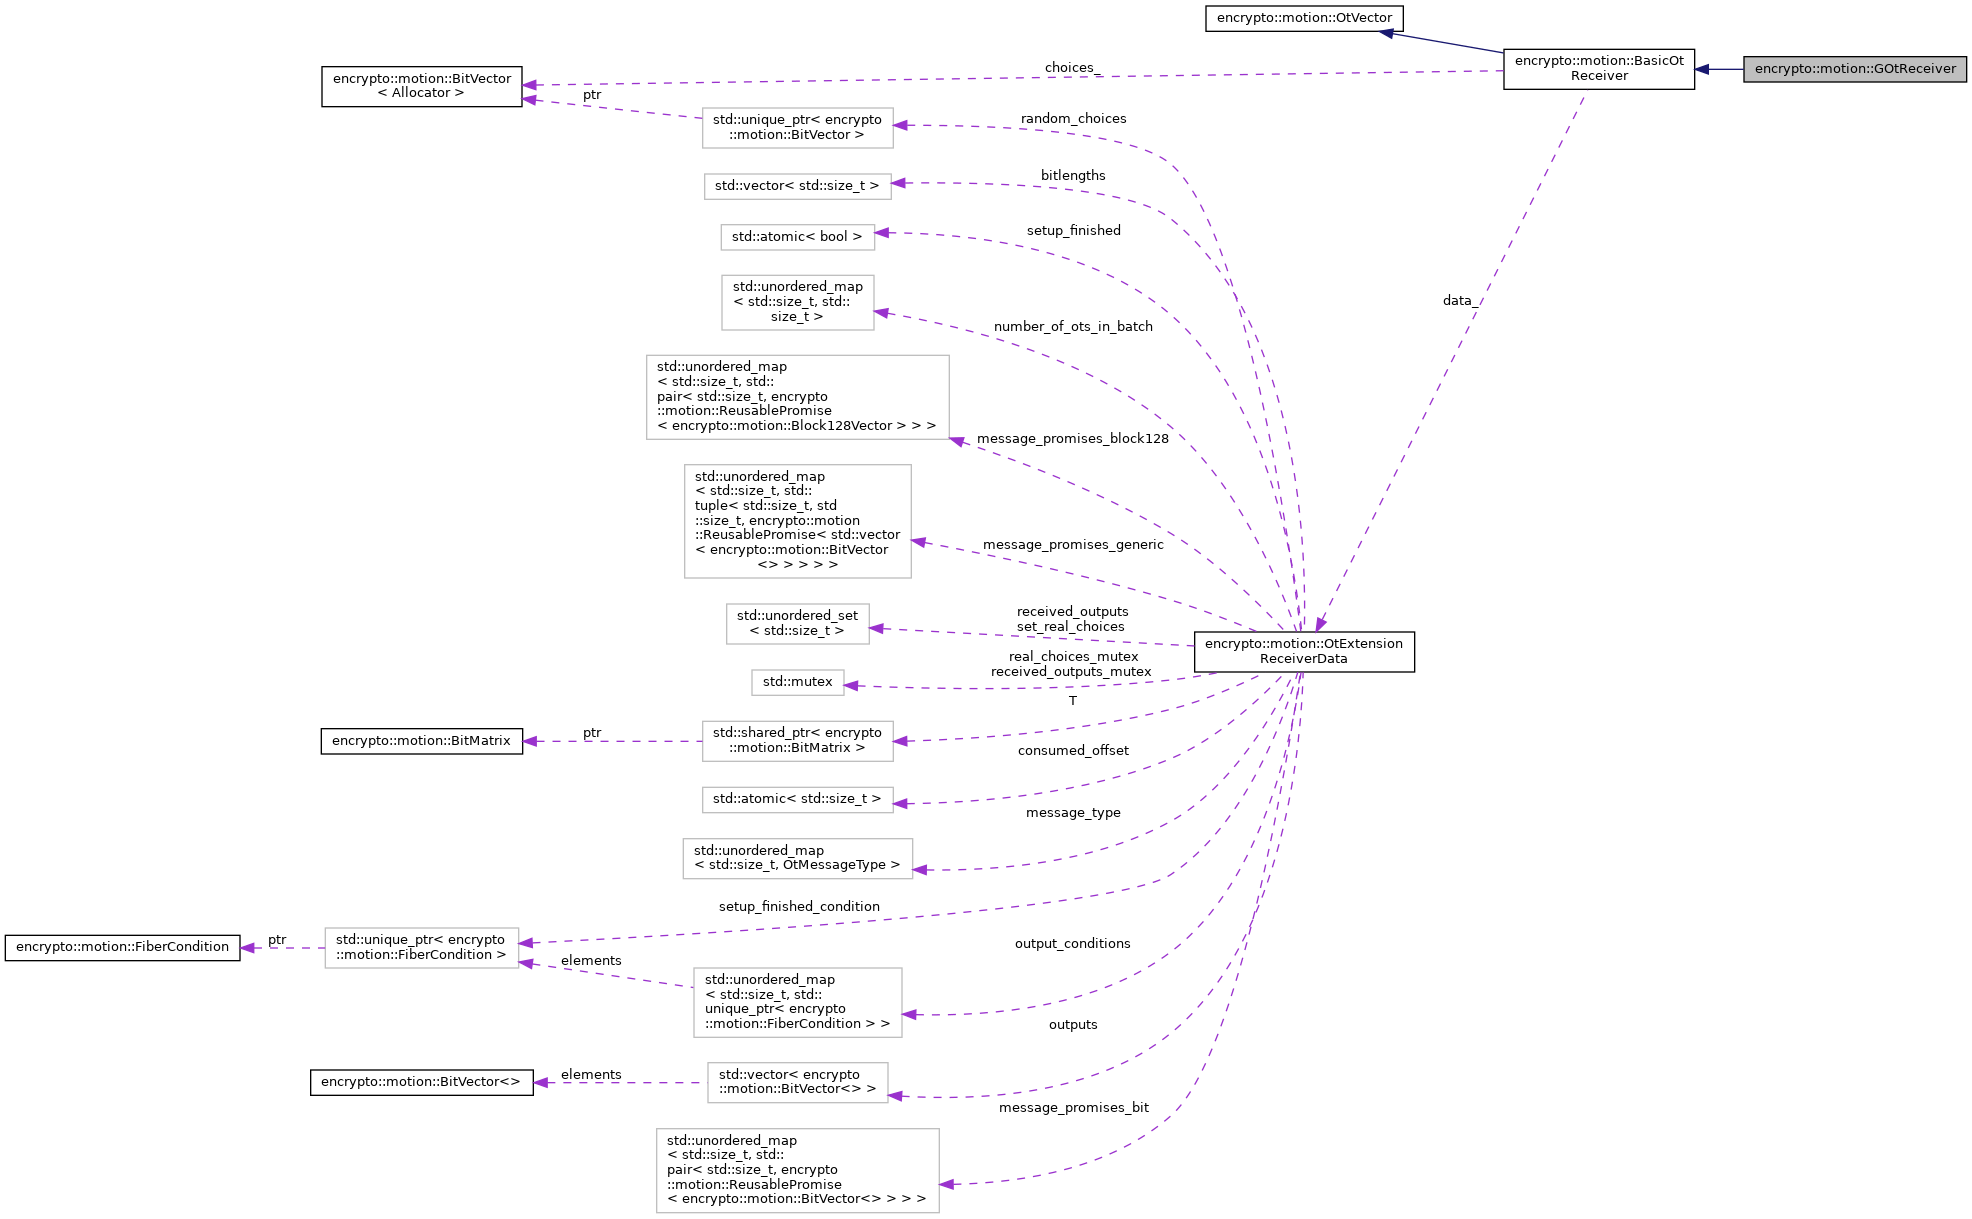 encrypto::motion::OtVector
encrypto::motion::BasicOt
Receiver
encrypto::motion::GOtReceiver
choices_
encrypto::motion::BitVector
< Allocator >
ptr
std::unique_ptr< encrypto
::motion::BitVector >
random_choices
std::vector< std::size_t >
bitlengths
std::atomic< bool >
setup_finished
std::unordered_map
< std::size_t, std::
size_t >
number_of_ots_in_batch
data_
std::unordered_map
< std::size_t, std::
pair< std::size_t, encrypto
::motion::ReusablePromise
< encrypto::motion::Block128Vector > > >
message_promises_block128
std::unordered_map
< std::size_t, std::
tuple< std::size_t, std
::size_t, encrypto::motion
::ReusablePromise< std::vector
< encrypto::motion::BitVector
<> > > > >
message_promises_generic
std::unordered_set
< std::size_t >
received_outputs
set_real_choices
encrypto::motion::OtExtension
ReceiverData
real_choices_mutex
received_outputs_mutex
std::mutex
T
encrypto::motion::BitMatrix
ptr
std::shared_ptr< encrypto
::motion::BitMatrix >
consumed_offset
std::atomic< std::size_t >
message_type
std::unordered_map
< std::size_t, OtMessageType >
setup_finished_condition
encrypto::motion::FiberCondition
ptr
std::unique_ptr< encrypto
::motion::FiberCondition >
elements
output_conditions
std::unordered_map
< std::size_t, std::
unique_ptr< encrypto
::motion::FiberCondition > >
outputs
encrypto::motion::BitVector<>
elements
std::vector< encrypto
::motion::BitVector<> >
message_promises_bit
std::unordered_map
< std::size_t, std::
pair< std::size_t, encrypto
::motion::ReusablePromise
< encrypto::motion::BitVector<> > > >